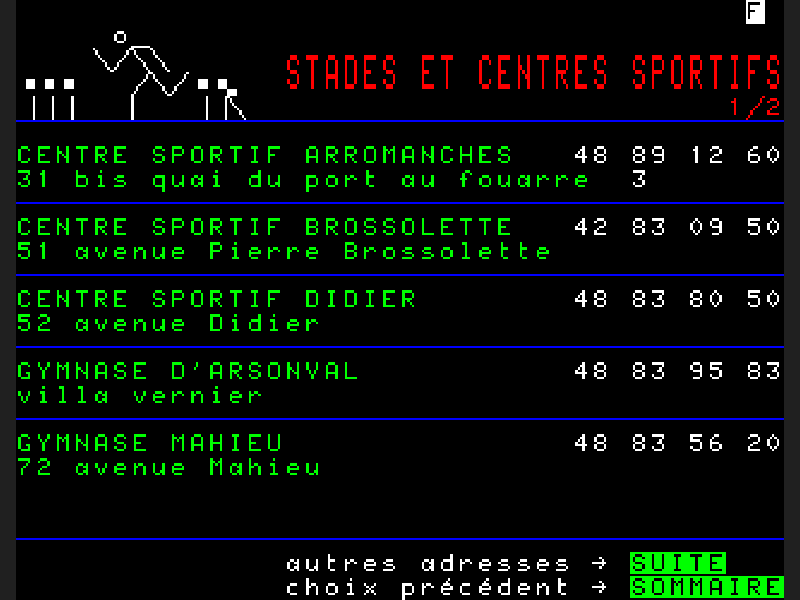 F
STADES ET CENTRES SPORTIFS
1/2
CENTRE SPORTIF ARROMANCHES 48 89 12 60
31 bis quai du port au fouarre 3
CENTRE SPORTIF BROSSOLETTE 42 83 09 50
51 avenue Pierre Brossolette
CENTRE SPORTIF DIDIER 48 83 80 50
52 avenue Didier
GYMNASE D'ARSONVAL 48 83 95 83
villa vernier
GYMNASE MAHIEU 48 83 56 20
72 avenue Mahieu
autres adresses → SUITE
choix précédent → SOMMAIRE